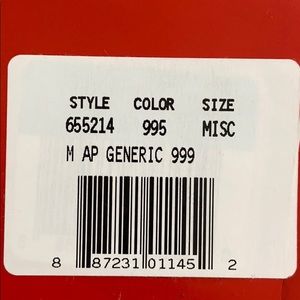 STYLE COLOR SIZE
655214 995 MISC
M AP GENERIC 999
8 87231 01145 2